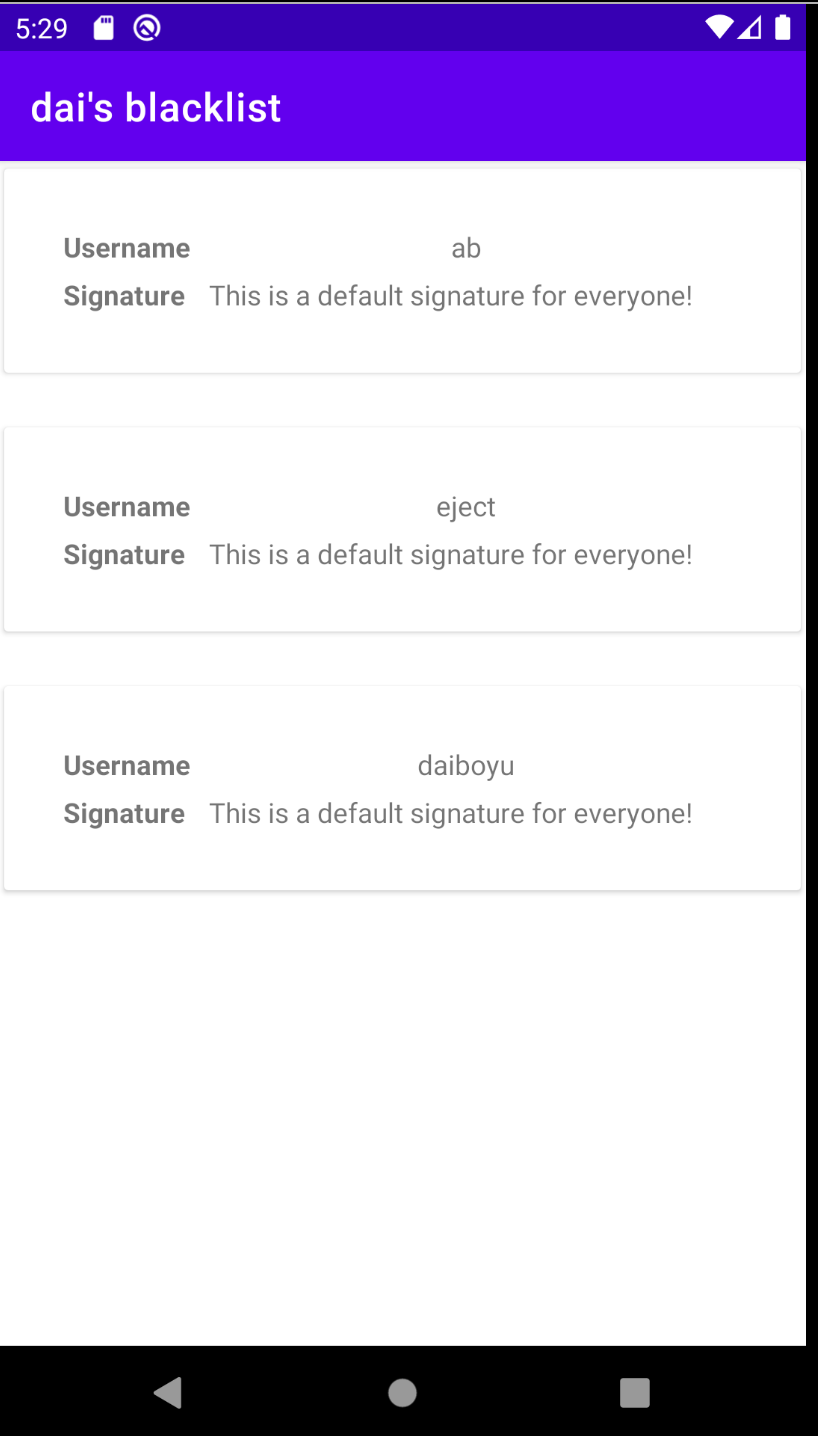 5:29
dai's blacklist
Username ab
Signature This is a default signature for everyone!
Username eject
Signature This is a default signature for everyone!
Username daiboyu
Signature This is a default signature for everyone!